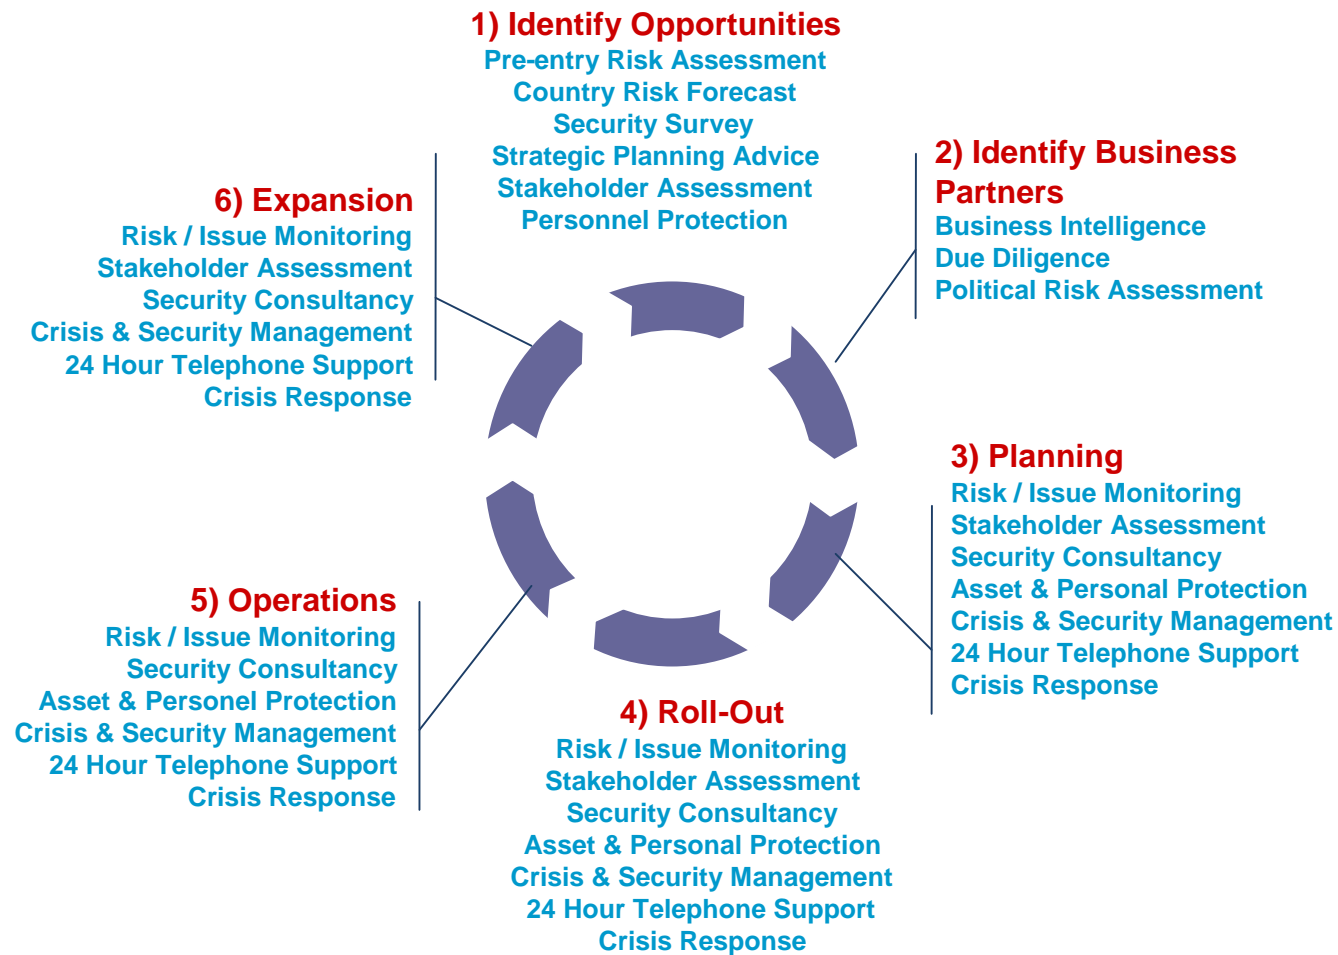 1) Identify Opportunities
Pre-entry Risk Assessment
Country Risk Forecast
Security Survey
Strategic Planning Advice
Stakeholder Assessment
Personnel Protection
2) Identify Business
Partners
Business Intelligence
Due Diligence
Political Risk Assessment
3) Planning
Risk / Issue Monitoring
Stakeholder Assessment
Security Consultancy
Asset & Personal Protection
Crisis & Security Management
24 Hour Telephone Support
Crisis Response
4) Roll-Out
Risk / Issue Monitoring
Stakeholder Assessment
Security Consultancy
Asset & Personal Protection
Crisis & Security Management
24 Hour Telephone Support
Crisis Response
5) Operations
Risk / Issue Monitoring
Security Consultancy
Asset & Personel Protection
Crisis & Security Management
24 Hour Telephone Support
Crisis Response
6) Expansion
Risk / Issue Monitoring
Stakeholder Assessment
Security Consultancy
Crisis & Security Management
24 Hour Telephone Support
Crisis Response